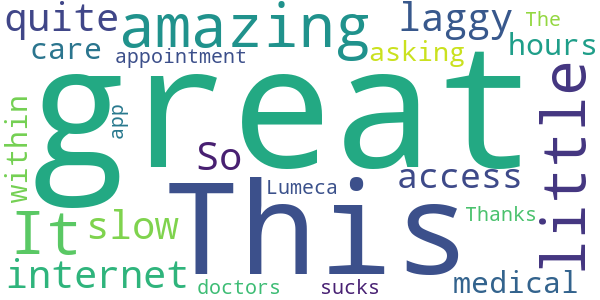 quite
amazing
laggy
The
care
appointment
asking
hours
great
app
within
little
So
Lumeca
access
This
It
slow
Thanks
internet
doctors
sucks
medical